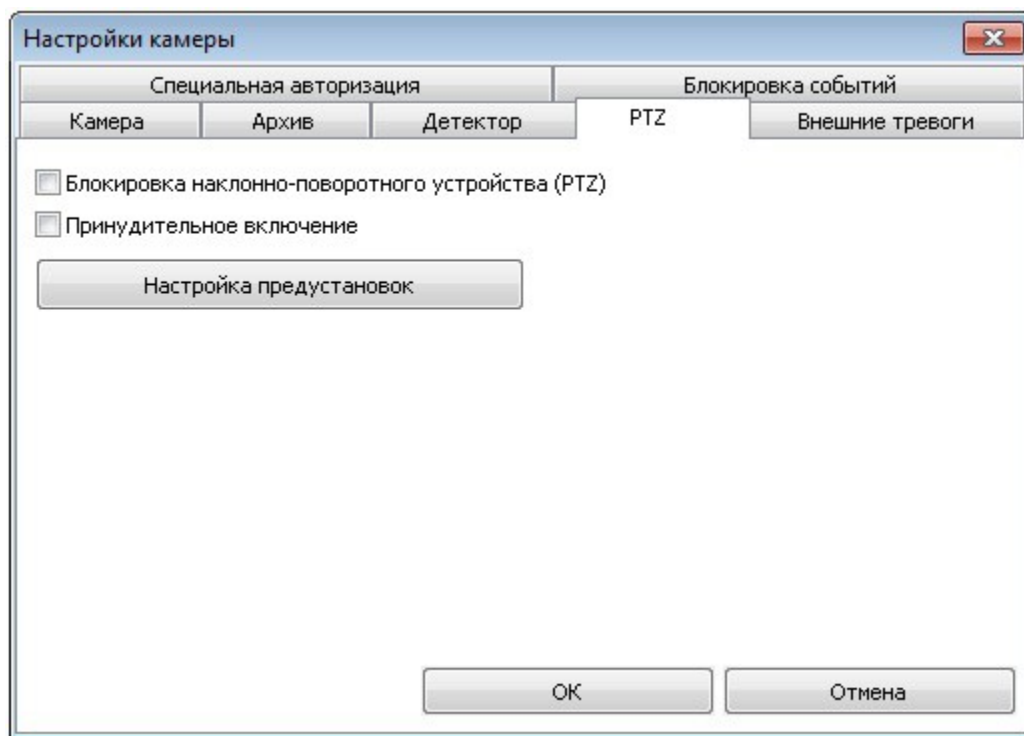 Настройки камеры
Специальная авторизация Блокировка событий
Камера Архив Детектор PTZ Внешние тревоги
Блокировка наклонно-поворотного устройства (PTZ)
Принудительное включение
Настройка предустановок
ОК Отмена